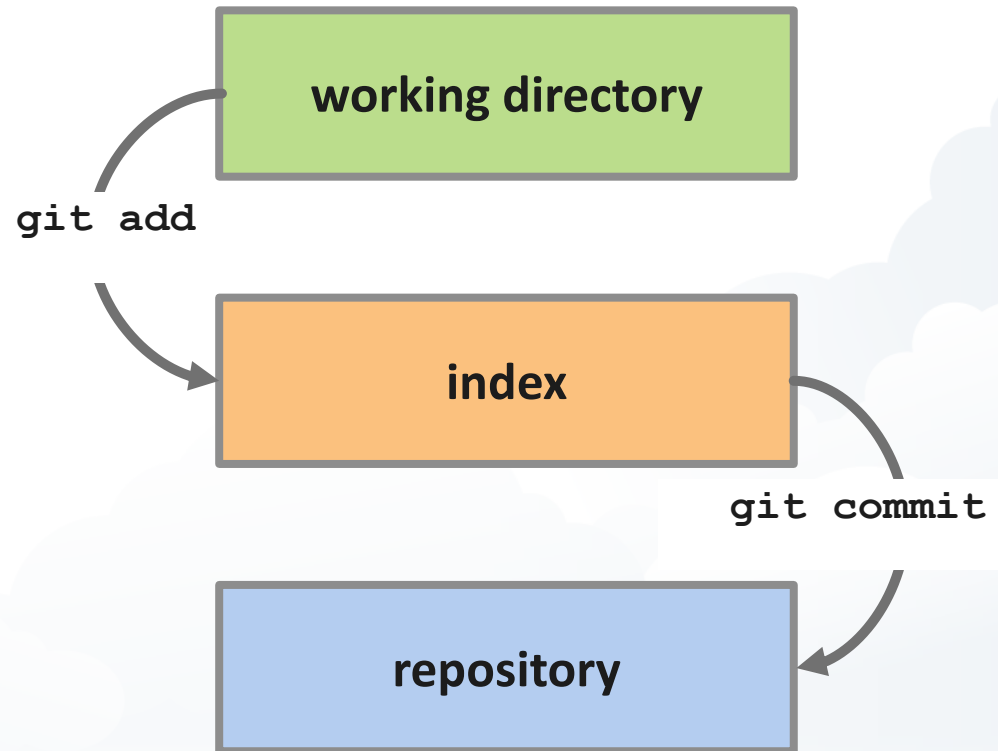 working directory
git add
index
git commit
repository